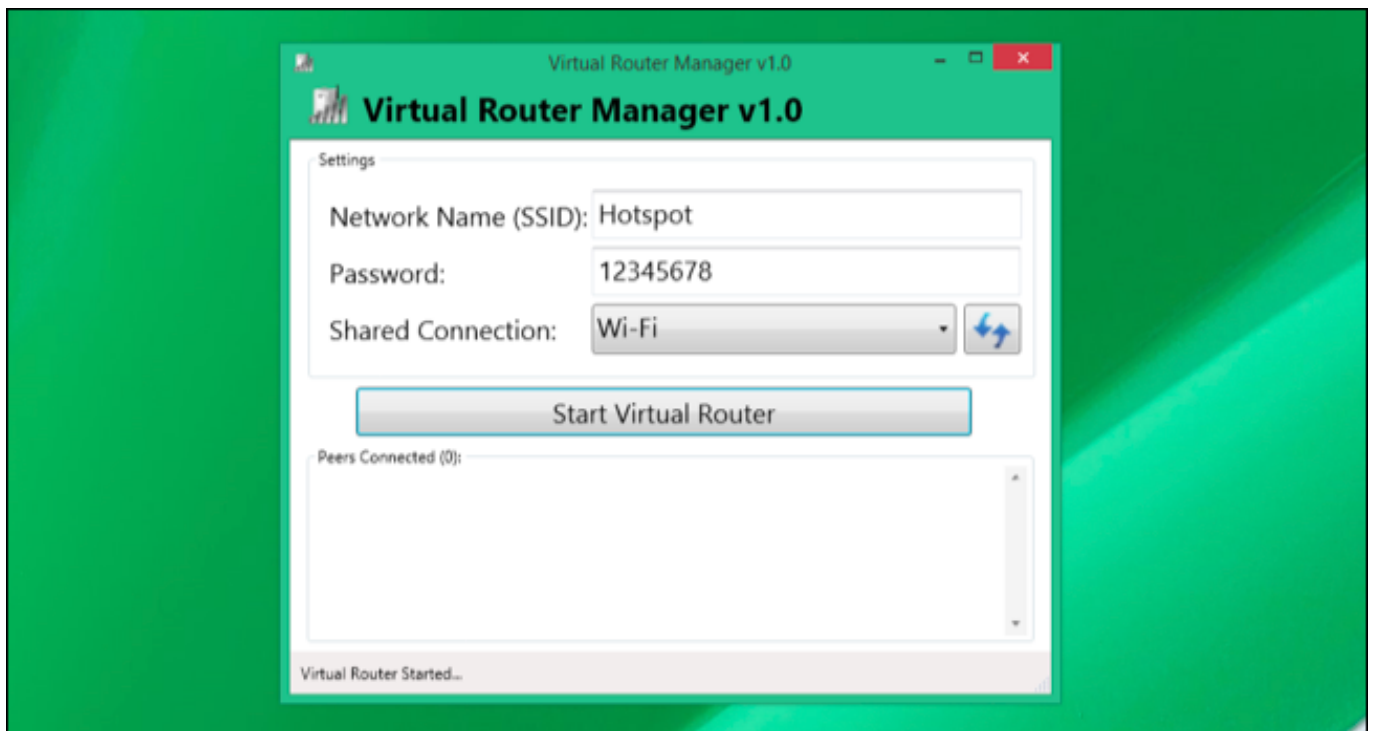 Virtual Router Manager v1.0
Virtual Router Manager v1.0
Settings
Network Name (SSID): Hotspot
Password: 12345678
Shared Connection: Wi-Fi
Start Virtual Router
Peers Connected (0):
Virtual Router Started...